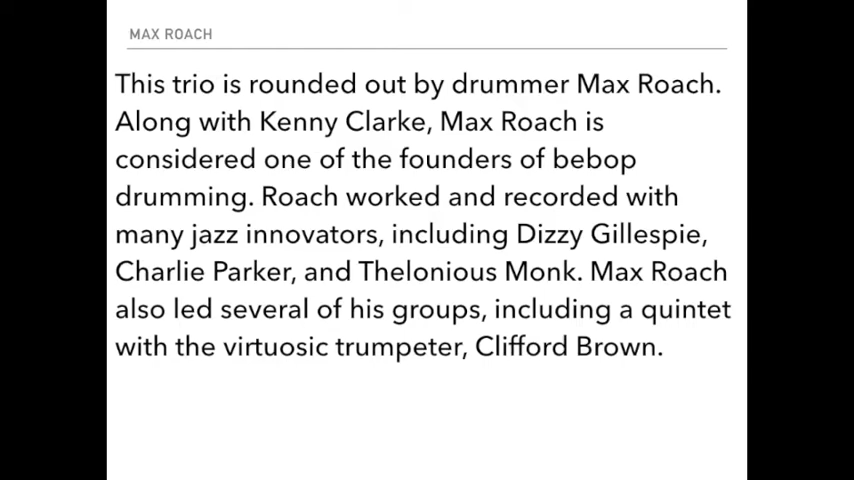 MAX ROACH
This trio is rounded out by drummer Max Roach.
Along with Kenny Clarke, Max Roach is
considered one of the founders of bebop
drumming. Roach worked and recorded with
many jazz innovators, including Dizzy Gillespie,
Charlie Parker, and Thelonious Monk. Max Roach
also led several of his groups, including a quintet
with the virtuosic trumpeter, Clifford Brown.